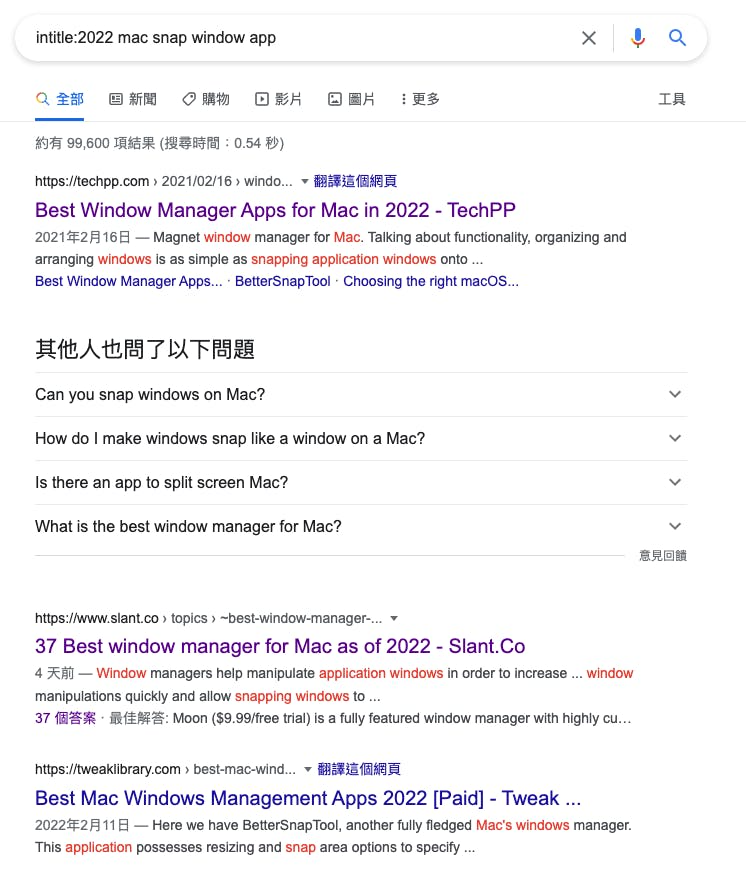 intitle:2022 mac snap window app
全部 新聞 購物 影片 圖片 更多 工具
約有 99,600 項結果 (搜尋時間：0.54 秒)
https://techpp.com › 2021/02/16 › windo... 翻譯這個網頁
Best Window Manager Apps for Mac in 2022 - TechPP
2021年2月16日 — Magnet window manager for Mac. Talking about functionality, organizing and
arranging windows is as simple as snapping application windows onto ...
Best Window Manager Apps... · BetterSnapTool · Choosing the right macOS...
其他人也問了以下問題
Can you snap windows on Mac?
How do I make windows snap like a window on a Mac?
Is there an app to split screen Mac?
What is the best window manager for Mac?
意見回饋
https://www.slant.co › topics › ~best-window-manager-...
37 Best window manager for Mac as of 2022 - Slant.Co
4 天前 — Window managers help manipulate application windows in order to increase ... window
manipulations quickly and allow snapping windows to ...
37 個答案 · 最佳解答: Moon ($9.99/free trial) is a fully featured window manager with highly cu…
https://tweaklibrary.com › best-mac-wind... 翻譯這個網頁
Best Mac Windows Management Apps 2022 [Paid] - Tweak ...
2022年2月11日 — Here we have BetterSnapTool, another fully fledged Mac's windows manager.
This application possesses resizing and snap area options to specify ...